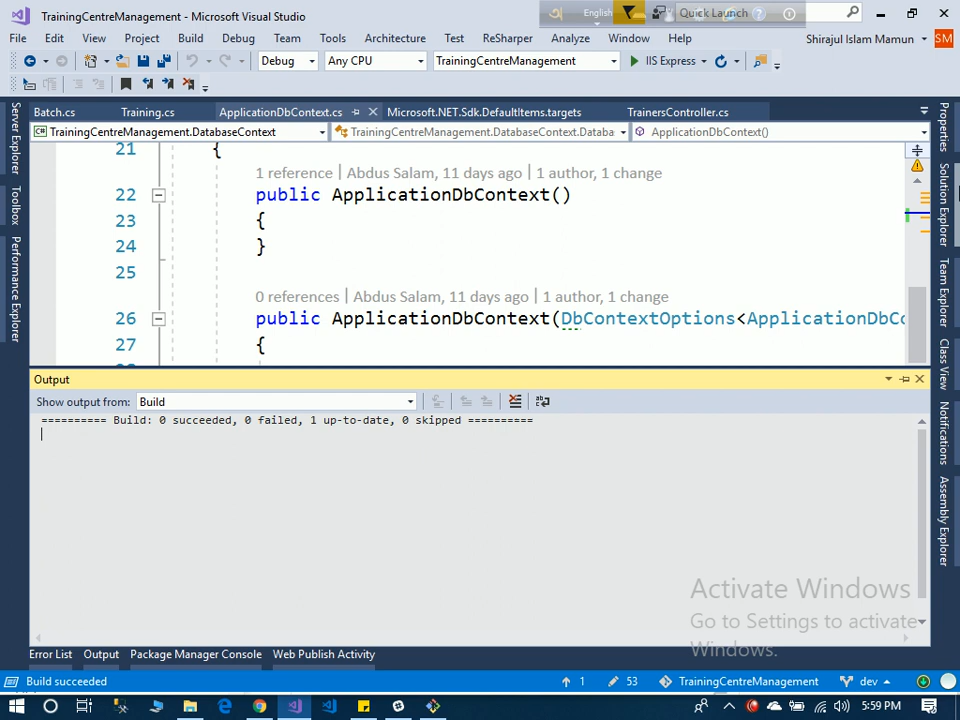 TrainingCentreManagement - Microsoft Visual Studio
English
Quick Launch
File Edit View Project Build Debug Team Tools Architecture Test ReSharper Analyze Window Help Shirajul Islam Mamun SM
Debug Any CPU TrainingCentreManagement IIS Express
Batch.cs Training.cs ApplicationDbContext.cs Microsoft.NET.Sdk.DefaultItems.targets TrainersController.cs
TrainingCentreManagement.DatabaseContext TrainingCentreManagement.DatabaseContext.Databa ApplicationDbContext()
21 {
1 reference | Abdus Salam, 11 days ago | 1 author, 1 change
22 public ApplicationDbContext()
23 {
24 }
25
0 references | Abdus Salam, 11 days ago | 1 author, 1 change
26 public ApplicationDbContext(DbContextOptions<ApplicationDbCo
27 {
Output
Show output from: Build
========== Build: 0 succeeded, 0 failed, 1 up-to-date, 0 skipped ==========
Activate Windows
Go to Settings to activate
Windows.
Error List Output Package Manager Console Web Publish Activity
Build succeeded 1 53 TrainingCentreManagement dev
5:59 PM
Server Explorer
Toolbox
Performance Explorer
Properties
Solution Explorer
Team Explorer
Class View
Notifications
Assembly Explorer